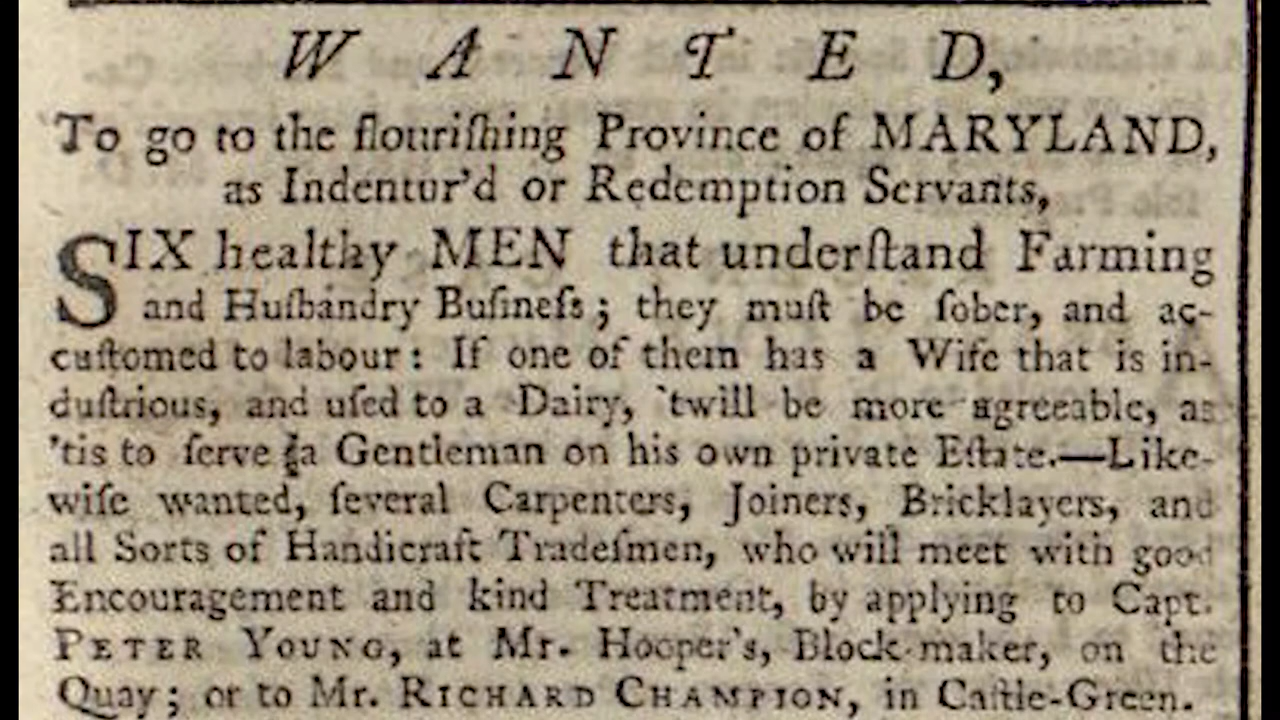 W A N T E D,
To go to the flouriſhing Province of MARYLAND,
as Indentur'd or Redemption Servants,
SIX healthy MEN that underſtand Farming
and Huſbandry Buſineſs; they muſt be ſober, and ac-
cuſtomed to labour: If one of them has a Wife that is in-
duſtrious, and uſed to a Dairy, 'twill be more agreeable, as
'tis to ſerve a Gentleman on his own private Eſtate.—Like-
wiſe wanted, ſeveral Carpenters, Joiners, Bricklayers, and
all Sorts of Handicraft Tradeſmen, who will meet with good
Encouragement and kind Treatment, by applying to Capt.
PETER YOUNG, at Mr. Hooper's, Block-maker, on the
Quay; or to Mr. RICHARD CHAMPION, in Caſtle-Green.